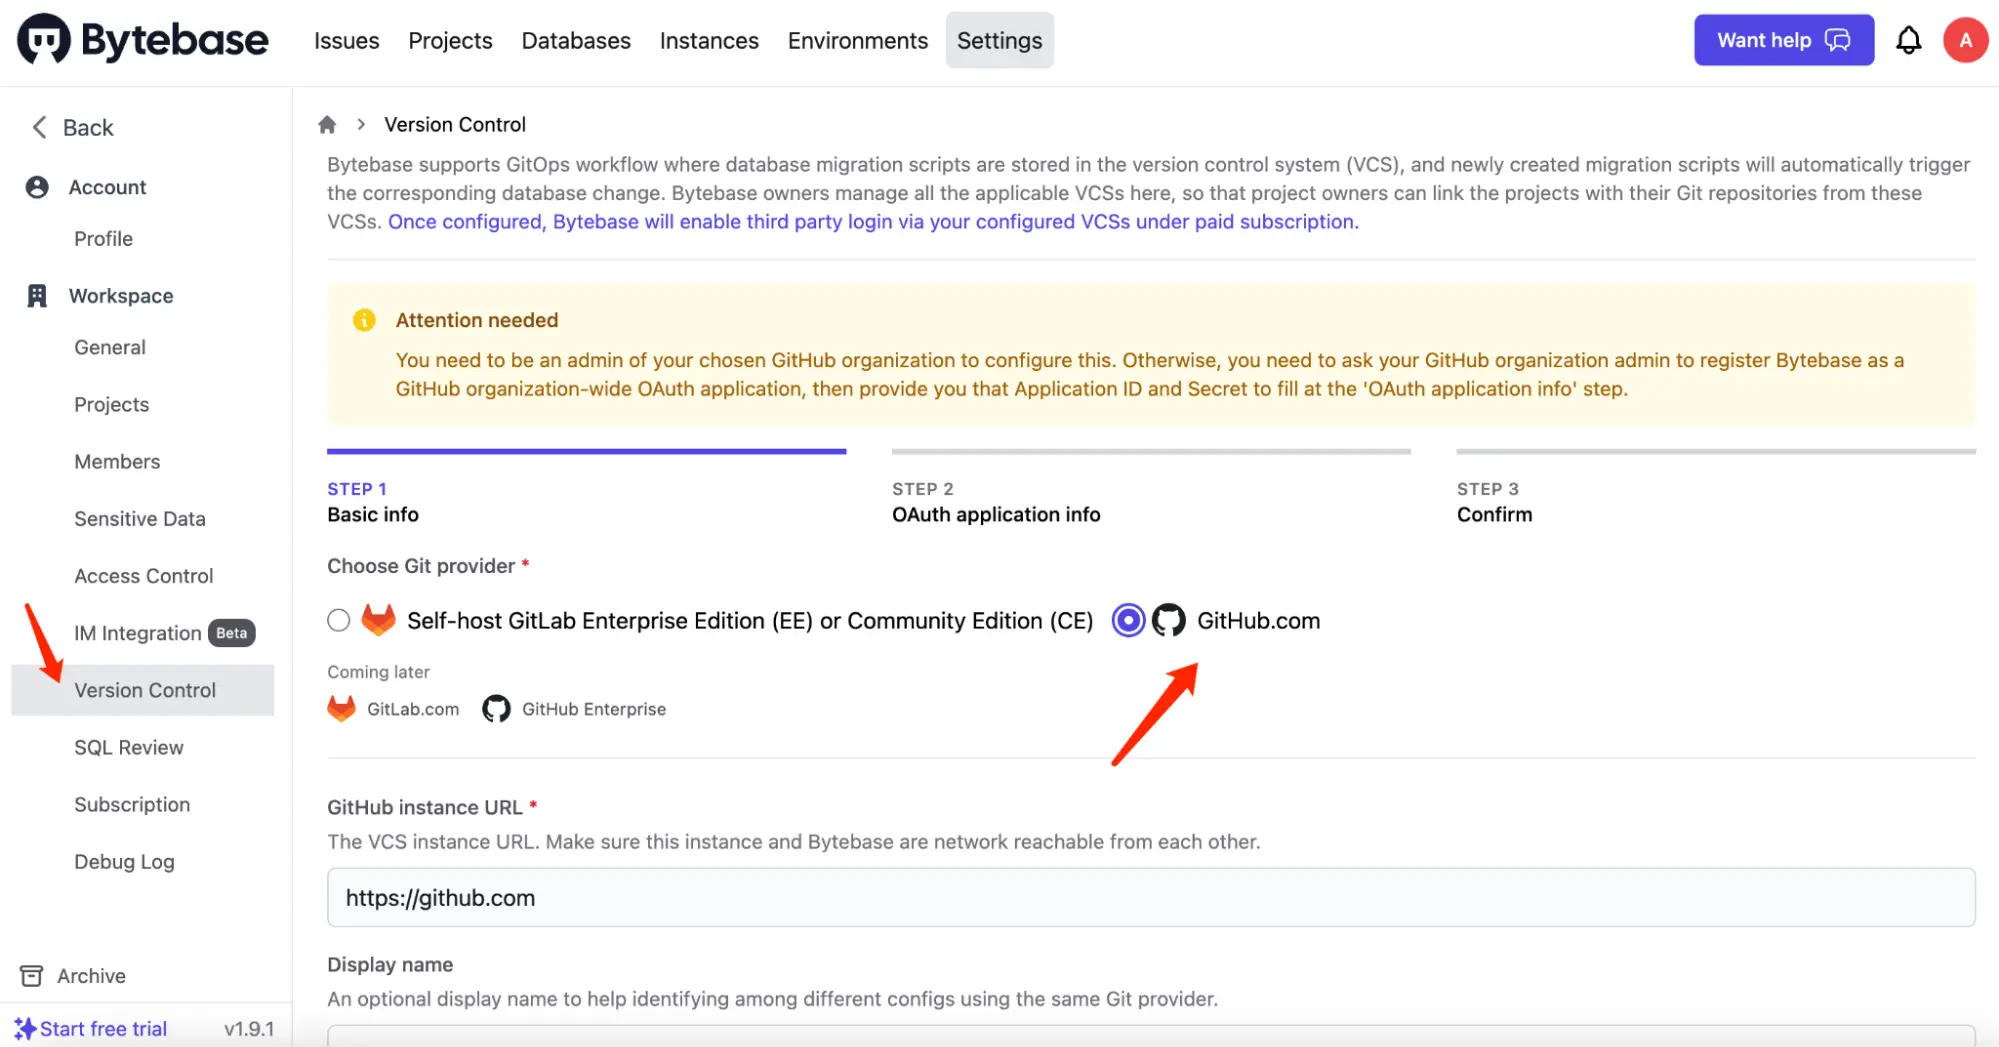 Bytebase
Issues Projects Databases Instances Environments Settings
Want help
A
Back
Account
Profile
Workspace
General
Projects
Members
Sensitive Data
Access Control
IM Integration Beta
Version Control
SQL Review
Subscription
Debug Log
Archive
Start free trial v1.9.1
Version Control
Bytebase supports GitOps workflow where database migration scripts are stored in the version control system (VCS), and newly created migration scripts will automatically trigger
the corresponding database change. Bytebase owners manage all the applicable VCSs here, so that project owners can link the projects with their Git repositories from these
VCSs. Once configured, Bytebase will enable third party login via your configured VCSs under paid subscription.
Attention needed
You need to be an admin of your chosen GitHub organization to configure this. Otherwise, you need to ask your GitHub organization admin to register Bytebase as a
GitHub organization-wide OAuth application, then provide you that Application ID and Secret to fill at the 'OAuth application info' step.
STEP 1
Basic info
STEP 2
OAuth application info
STEP 3
Confirm
Choose Git provider *
Self-host GitLab Enterprise Edition (EE) or Community Edition (CE) GitHub.com
Coming later
GitLab.com GitHub Enterprise
GitHub instance URL *
The VCS instance URL. Make sure this instance and Bytebase are network reachable from each other.
https://github.com
Display name
An optional display name to help identifying among different configs using the same Git provider.